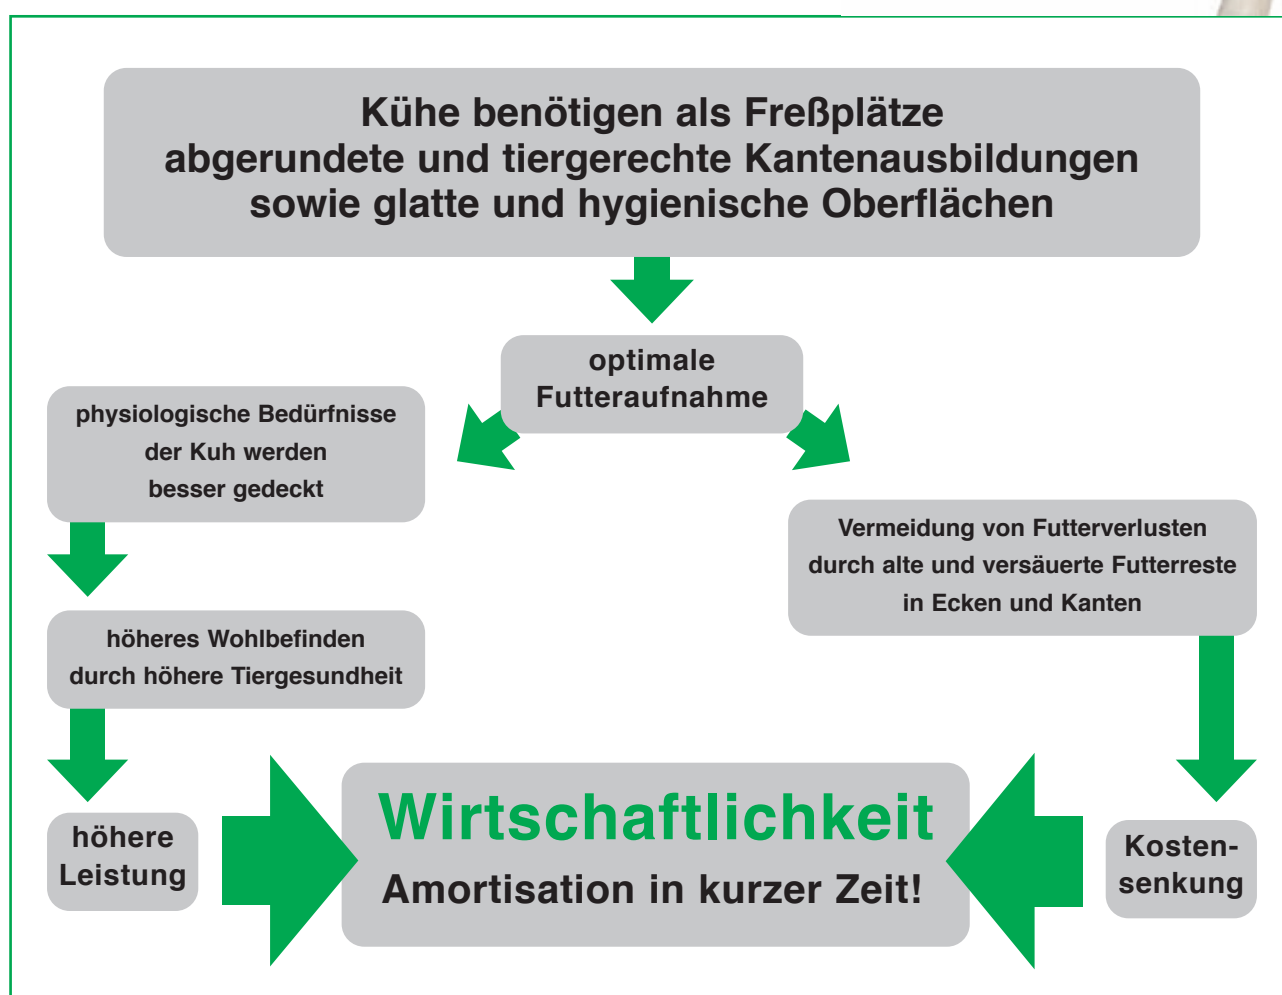 Kühe benötigen als Freßplätze
abgerundete und tiergerechte Kantenausbildungen
sowie glatte und hygienische Oberflächen
optimale
Futteraufnahme
physiologische Bedürfnisse
der Kuh werden
besser gedeckt
Vermeidung von Futterverlusten
durch alte und versäuerte Futterreste
in Ecken und Kanten
höheres Wohlbefinden
durch höhere Tiergesundheit
höhere
Leistung
Wirtschaftlichkeit
Amortisation in kurzer Zeit!
Kosten-
senkung